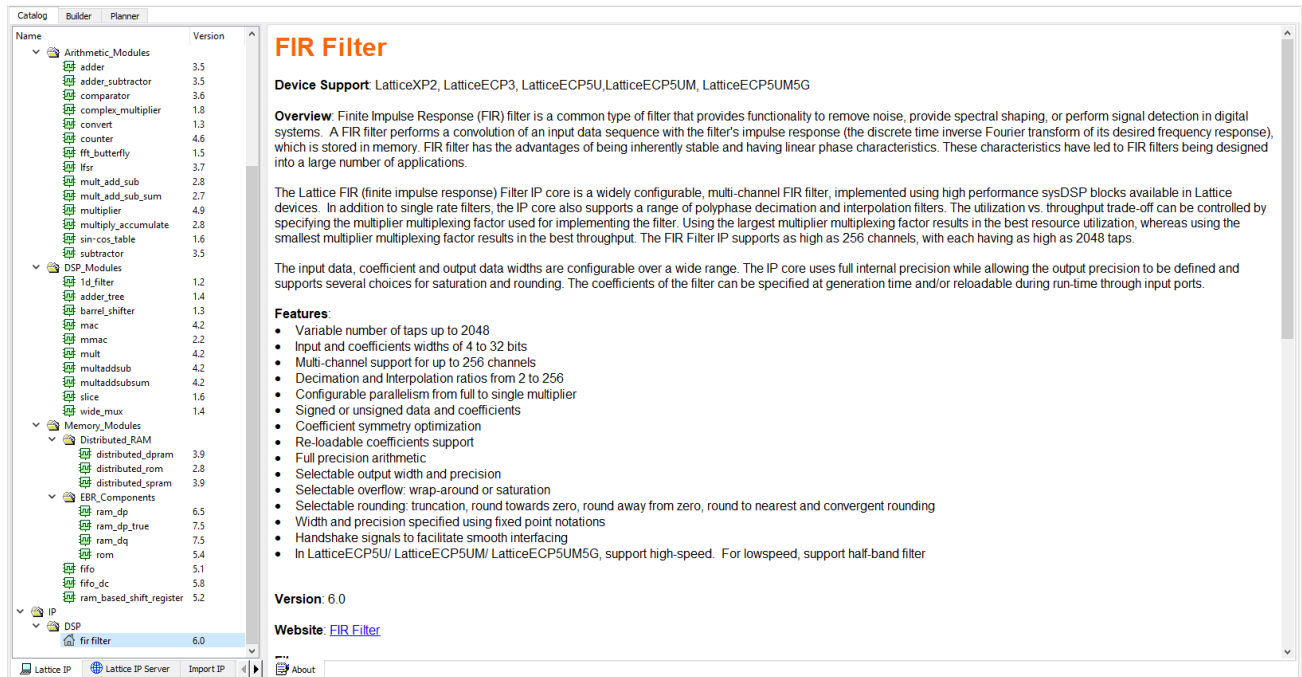 Catalog Builder Planner
Name Version
Arithmetic_Modules
adder 3.5
adder_subtractor 3.5
comparator 3.6
complex_multiplier 1.8
convert 1.3
counter 4.6
fft_butterfly 1.5
lfsr 3.7
mult_add_sub 2.8
mult_add_sub_sum 2.7
multiplier 4.9
multiply_accumulate 2.8
sin-cos_table 1.6
subtractor 3.5
DSP_Modules
1d_filter 1.2
adder_tree 1.4
barrel_shifter 1.3
mac 4.2
mmac 2.2
mult 4.2
multaddsub 4.2
multaddsubsum 4.2
slice 1.6
wide_mux 1.4
Memory_Modules
Distributed_RAM
distributed_dpram 3.9
distributed_rom 2.8
distributed_spram 3.9
EBR_Components
ram_dp 6.5
ram_dp_true 7.5
ram_dq 7.5
rom 5.4
fifo 5.1
fifo_dc 5.8
ram_based_shift_register 5.2
IP
DSP
fir filter 6.0
Lattice IP Lattice IP Server Import IP
FIR Filter
Device Support: LatticeXP2, LatticeECP3, LatticeECP5U,LatticeECP5UM, LatticeECP5UM5G
Overview: Finite Impulse Response (FIR) filter is a common type of filter that provides functionality to remove noise, provide spectral shaping, or perform signal detection in digital
systems. A FIR filter performs a convolution of an input data sequence with the filter's impulse response (the discrete time inverse Fourier transform of its desired frequency response),
which is stored in memory. FIR filter has the advantages of being inherently stable and having linear phase characteristics. These characteristics have led to FIR filters being designed
into a large number of applications.
The Lattice FIR (finite impulse response) Filter IP core is a widely configurable, multi-channel FIR filter, implemented using high performance sysDSP blocks available in Lattice
devices. In addition to single rate filters, the IP core also supports a range of polyphase decimation and interpolation filters. The utilization vs. throughput trade-off can be controlled by
specifying the multiplier multiplexing factor used for implementing the filter. Using the largest multiplier multiplexing factor results in the best resource utilization, whereas using the
smallest multiplier multiplexing factor results in the best throughput. The FIR Filter IP supports as high as 256 channels, with each having as high as 2048 taps.
The input data, coefficient and output data widths are configurable over a wide range. The IP core uses full internal precision while allowing the output precision to be defined and
supports several choices for saturation and rounding. The coefficients of the filter can be specified at generation time and/or reloadable during run-time through input ports.
Features:
• Variable number of taps up to 2048
• Input and coefficients widths of 4 to 32 bits
• Multi-channel support for up to 256 channels
• Decimation and Interpolation ratios from 2 to 256
• Configurable parallelism from full to single multiplier
• Signed or unsigned data and coefficients
• Coefficient symmetry optimization
• Re-loadable coefficients support
• Full precision arithmetic
• Selectable output width and precision
• Selectable overflow: wrap-around or saturation
• Selectable rounding: truncation, round towards zero, round away from zero, round to nearest and convergent rounding
• Width and precision specified using fixed point notations
• Handshake signals to facilitate smooth interfacing
• In LatticeECP5U/ LatticeECP5UM/ LatticeECP5UM5G, support high-speed. For lowspeed, support half-band filter
Version: 6.0
Website: FIR Filter
About